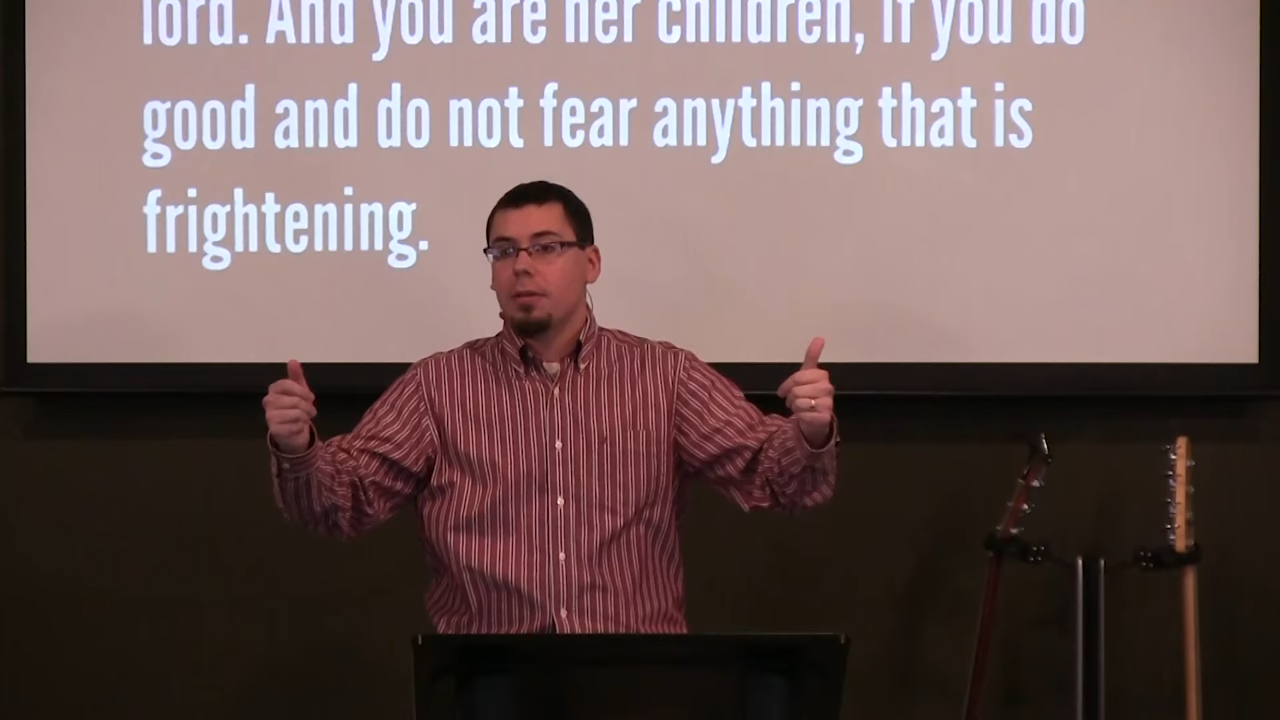 lord. And you are her children, if you do
good and do not fear anything that is
frightening.